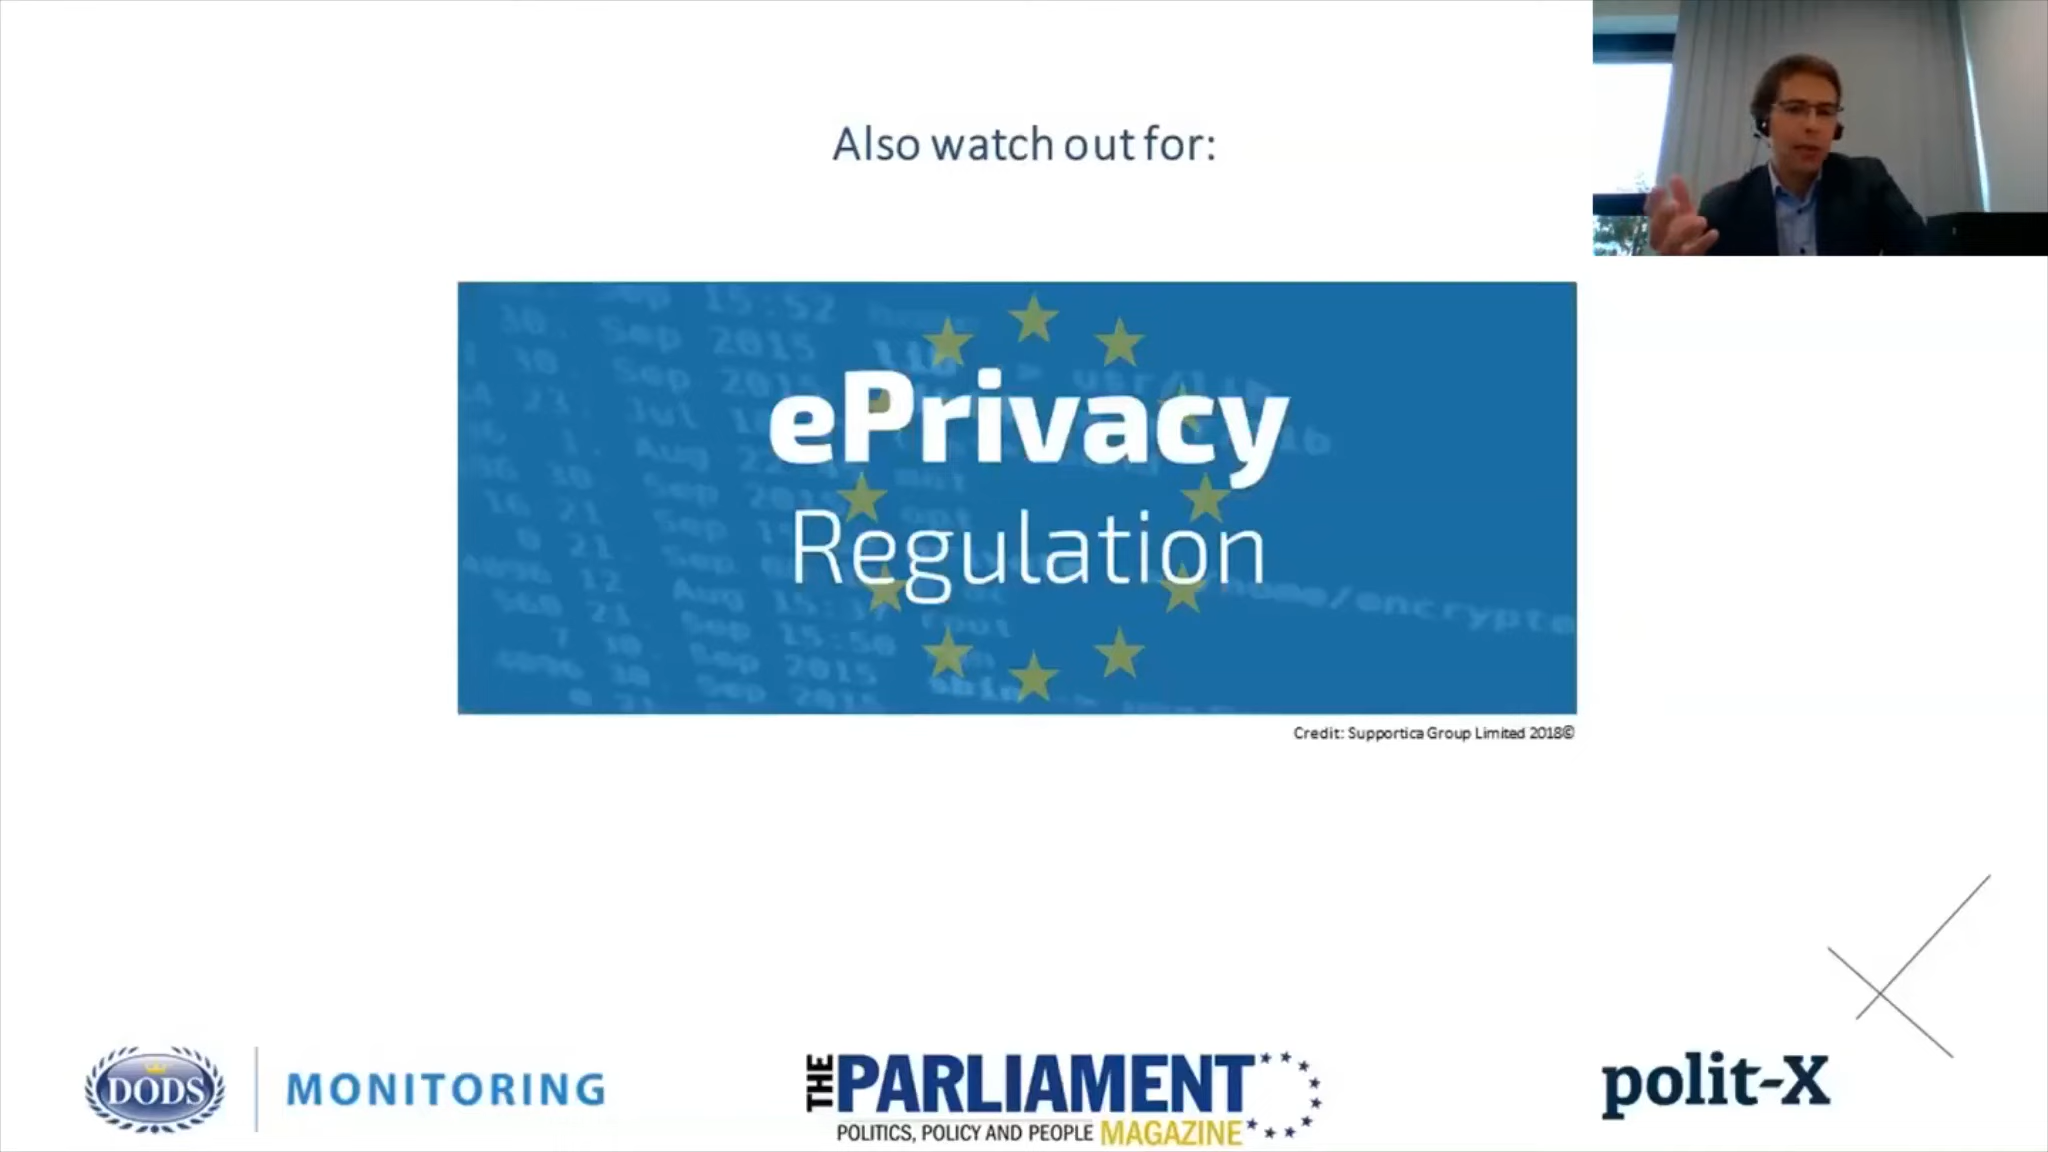 Also watch out for:
ePrivacy
Regulation
Credit: Supportica Group Limited 2018©
DODS
MONITORING
THE PARLIAMENT
POLITICS, POLICY AND PEOPLE MAGAZINE
polit-X